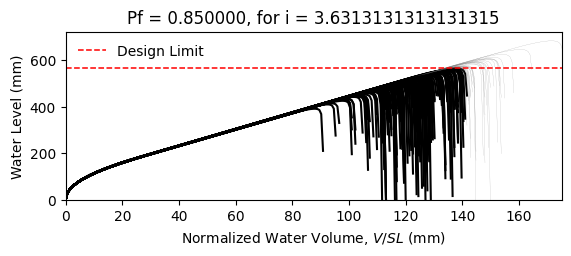 Pf = 0.850000, for i = 3.6313131313131315
Design Limit
Water Level (mm)
600
400
200
0
0 20 40 60 80 100 120 140 160
Normalized Water Volume, V/SL (mm)